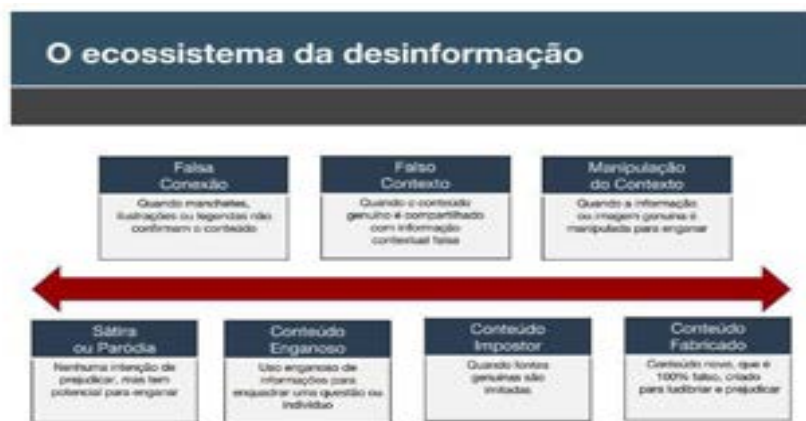 O ecossistema da desinformação
Falsa
Conexão
Quando manchetes,
ilustrações ou legendas não
confirmam o conteúdo
Falso
Contexto
Quando o conteúdo
genuíno é compartilhado
com informação
contextual falsa
Manipulação
do Contexto
Quando a informação
ou imagem genuína é
manipulada para enganar
Sátira
ou Paródia
Nenhuma intenção de
prejudicar, mas tem
potencial para enganar
Conteúdo
Enganoso
Uso enganoso de
informações para
enquadrar uma questão ou
indivíduo
Conteúdo
Impostor
Quando fontes
genuínas são
imitadas
Conteúdo
Fabricado
Conteúdo novo, que é
100% falso, criado
para ludibriar e prejudicar